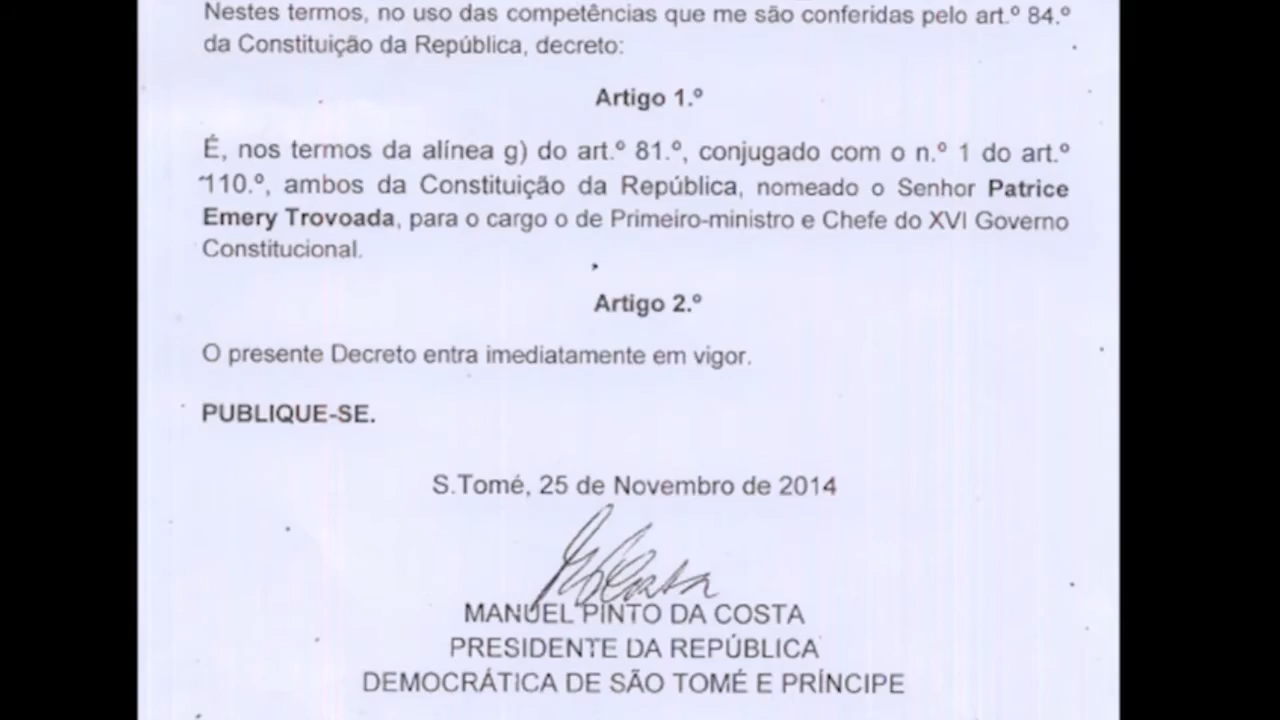 Nestes termos, no uso das competências que me são conferidas pelo art.º 84.º
da Constituição da República, decreto:
Artigo 1.º
É, nos termos da alínea g) do art.º 81.º, conjugado com o n.º 1 do art.º
110.º, ambos da Constituição da República, nomeado o Senhor Patrice
Emery Trovoada, para o cargo o de Primeiro-ministro e Chefe do XVI Governo
Constitucional.
Artigo 2.º
O presente Decreto entra imediatamente em vigor.
PUBLIQUE-SE.
S.Tomé, 25 de Novembro de 2014
MANUEL PINTO DA COSTA
PRESIDENTE DA REPÚBLICA
DEMOCRÁTICA DE SÃO TOMÉ E PRÍNCIPE